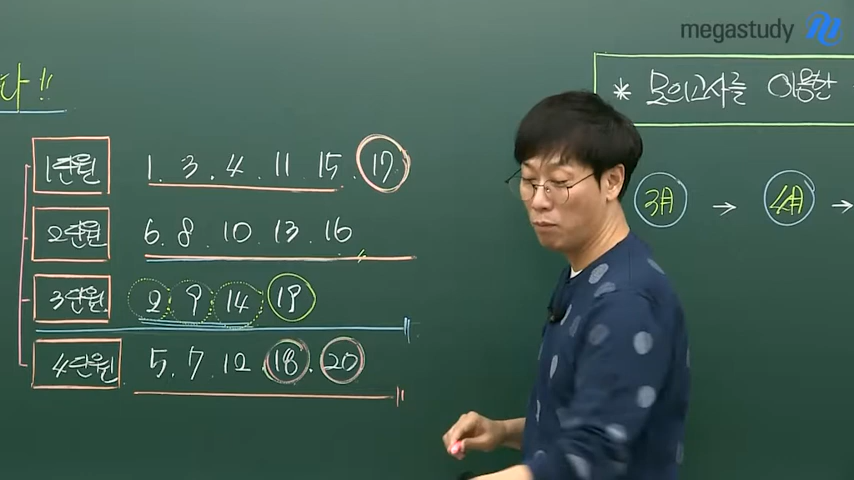 megastudy
다!!
* 모의고사를 이용한
1단원 1. 3. 4. 11. 15. 17
2단원 6. 8. 10. 13. 16
3단원 2 9 14 19
4단원 5. 7. 12. 18. 20
3月 → 4月 →